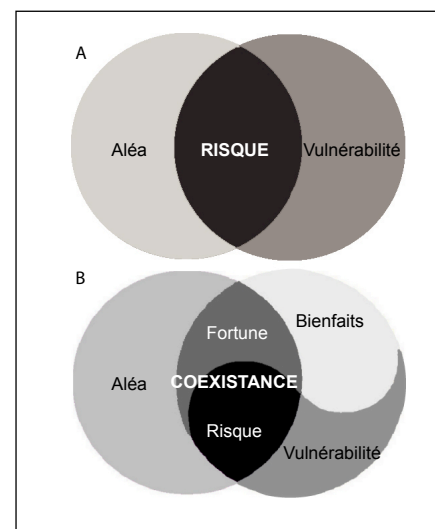 A
Aléa RISQUE Vulnérabilité
B
Bienfaits
Fortune
Aléa COEXISTANCE
Risque
Vulnérabilité